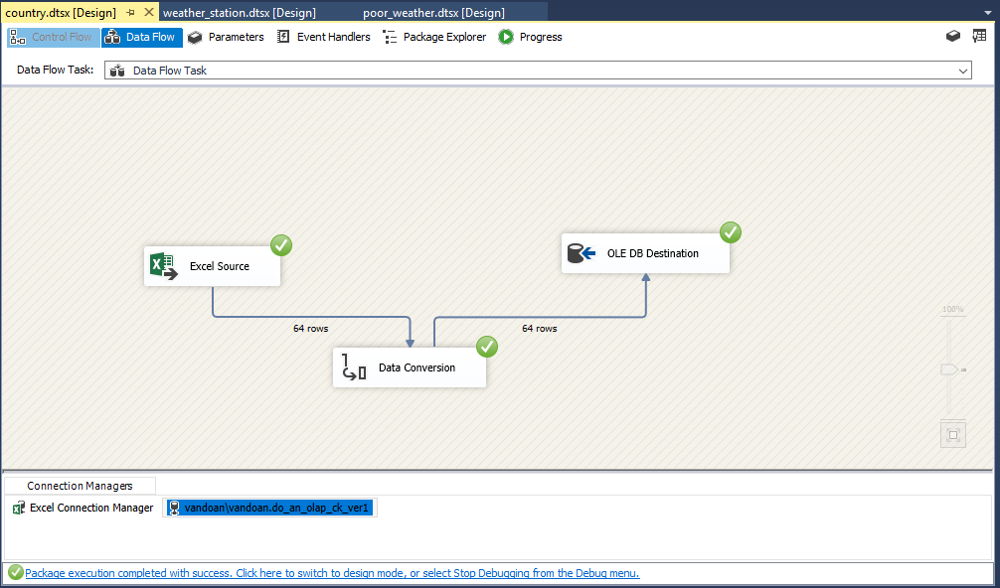 country.dtsx [Design] weather_station.dtsx [Design] poor_weather.dtsx [Design]
Control Flow Data Flow Parameters Event Handlers Package Explorer Progress
Data Flow Task: Data Flow Task
Excel Source
OLE DB Destination
64 rows 64 rows
Data Conversion
100%
Connection Managers
Excel Connection Manager vandoan\vandoan.do_an_olap_ck_ver1
Package execution completed with success. Click here to switch to design mode, or select Stop Debugging from the Debug menu.